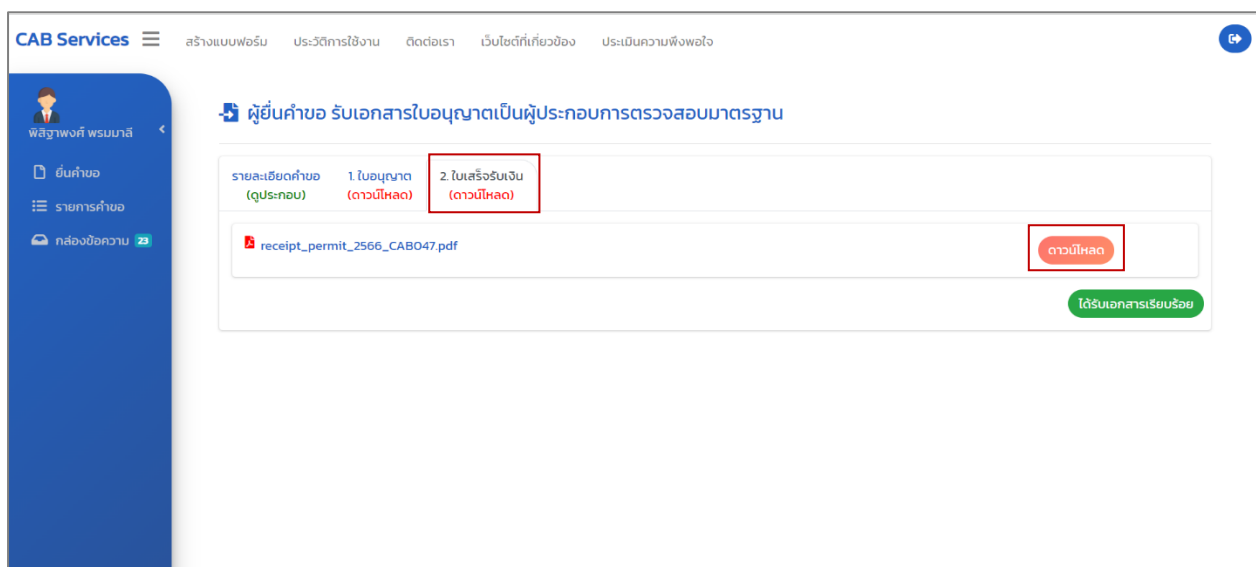 CAB Services สร้างแบบฟอร์ม ประวัติการใช้งาน ติดต่อเรา เว็บไซต์ที่เกี่ยวข้อง ประเมินความพึงพอใจ
พิสิฐาพงศ์ พรมมาลี
ยื่นคำขอ
รายการคำขอ
กล่องข้อความ 23
ผู้ยื่นคำขอ รับเอกสารใบอนุญาตเป็นผู้ประกอบการตรวจสอบมาตรฐาน
รายละเอียดคำขอ 1. ใบอนุญาต 2. ใบเสร็จรับเงิน
(ดูประกอบ) (ดาวน์โหลด) (ดาวน์โหลด)
receipt_permit_2566_CAB047.pdf ดาวน์โหลด
ได้รับเอกสารเรียบร้อย